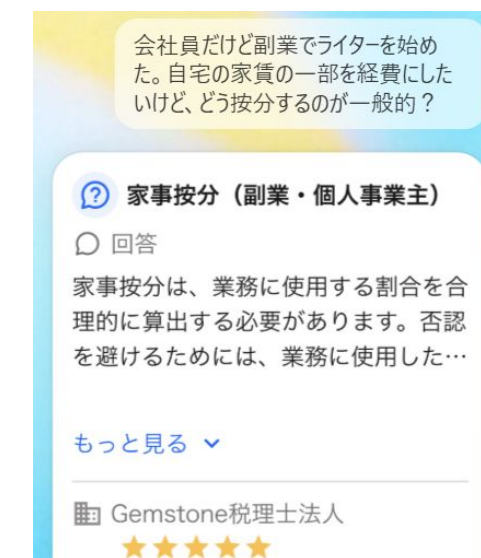 会社員だけど副業でライターを始め
た。自宅の家賃の一部を経費にした
いけど、どう按分するのが一般的？
家事按分（副業・個人事業主）
回答
家事按分は、業務に使用する割合を合
理的に算出する必要があります。否認
を避けるためには、業務に使用した…
もっと見る
Gemstone税理士法人